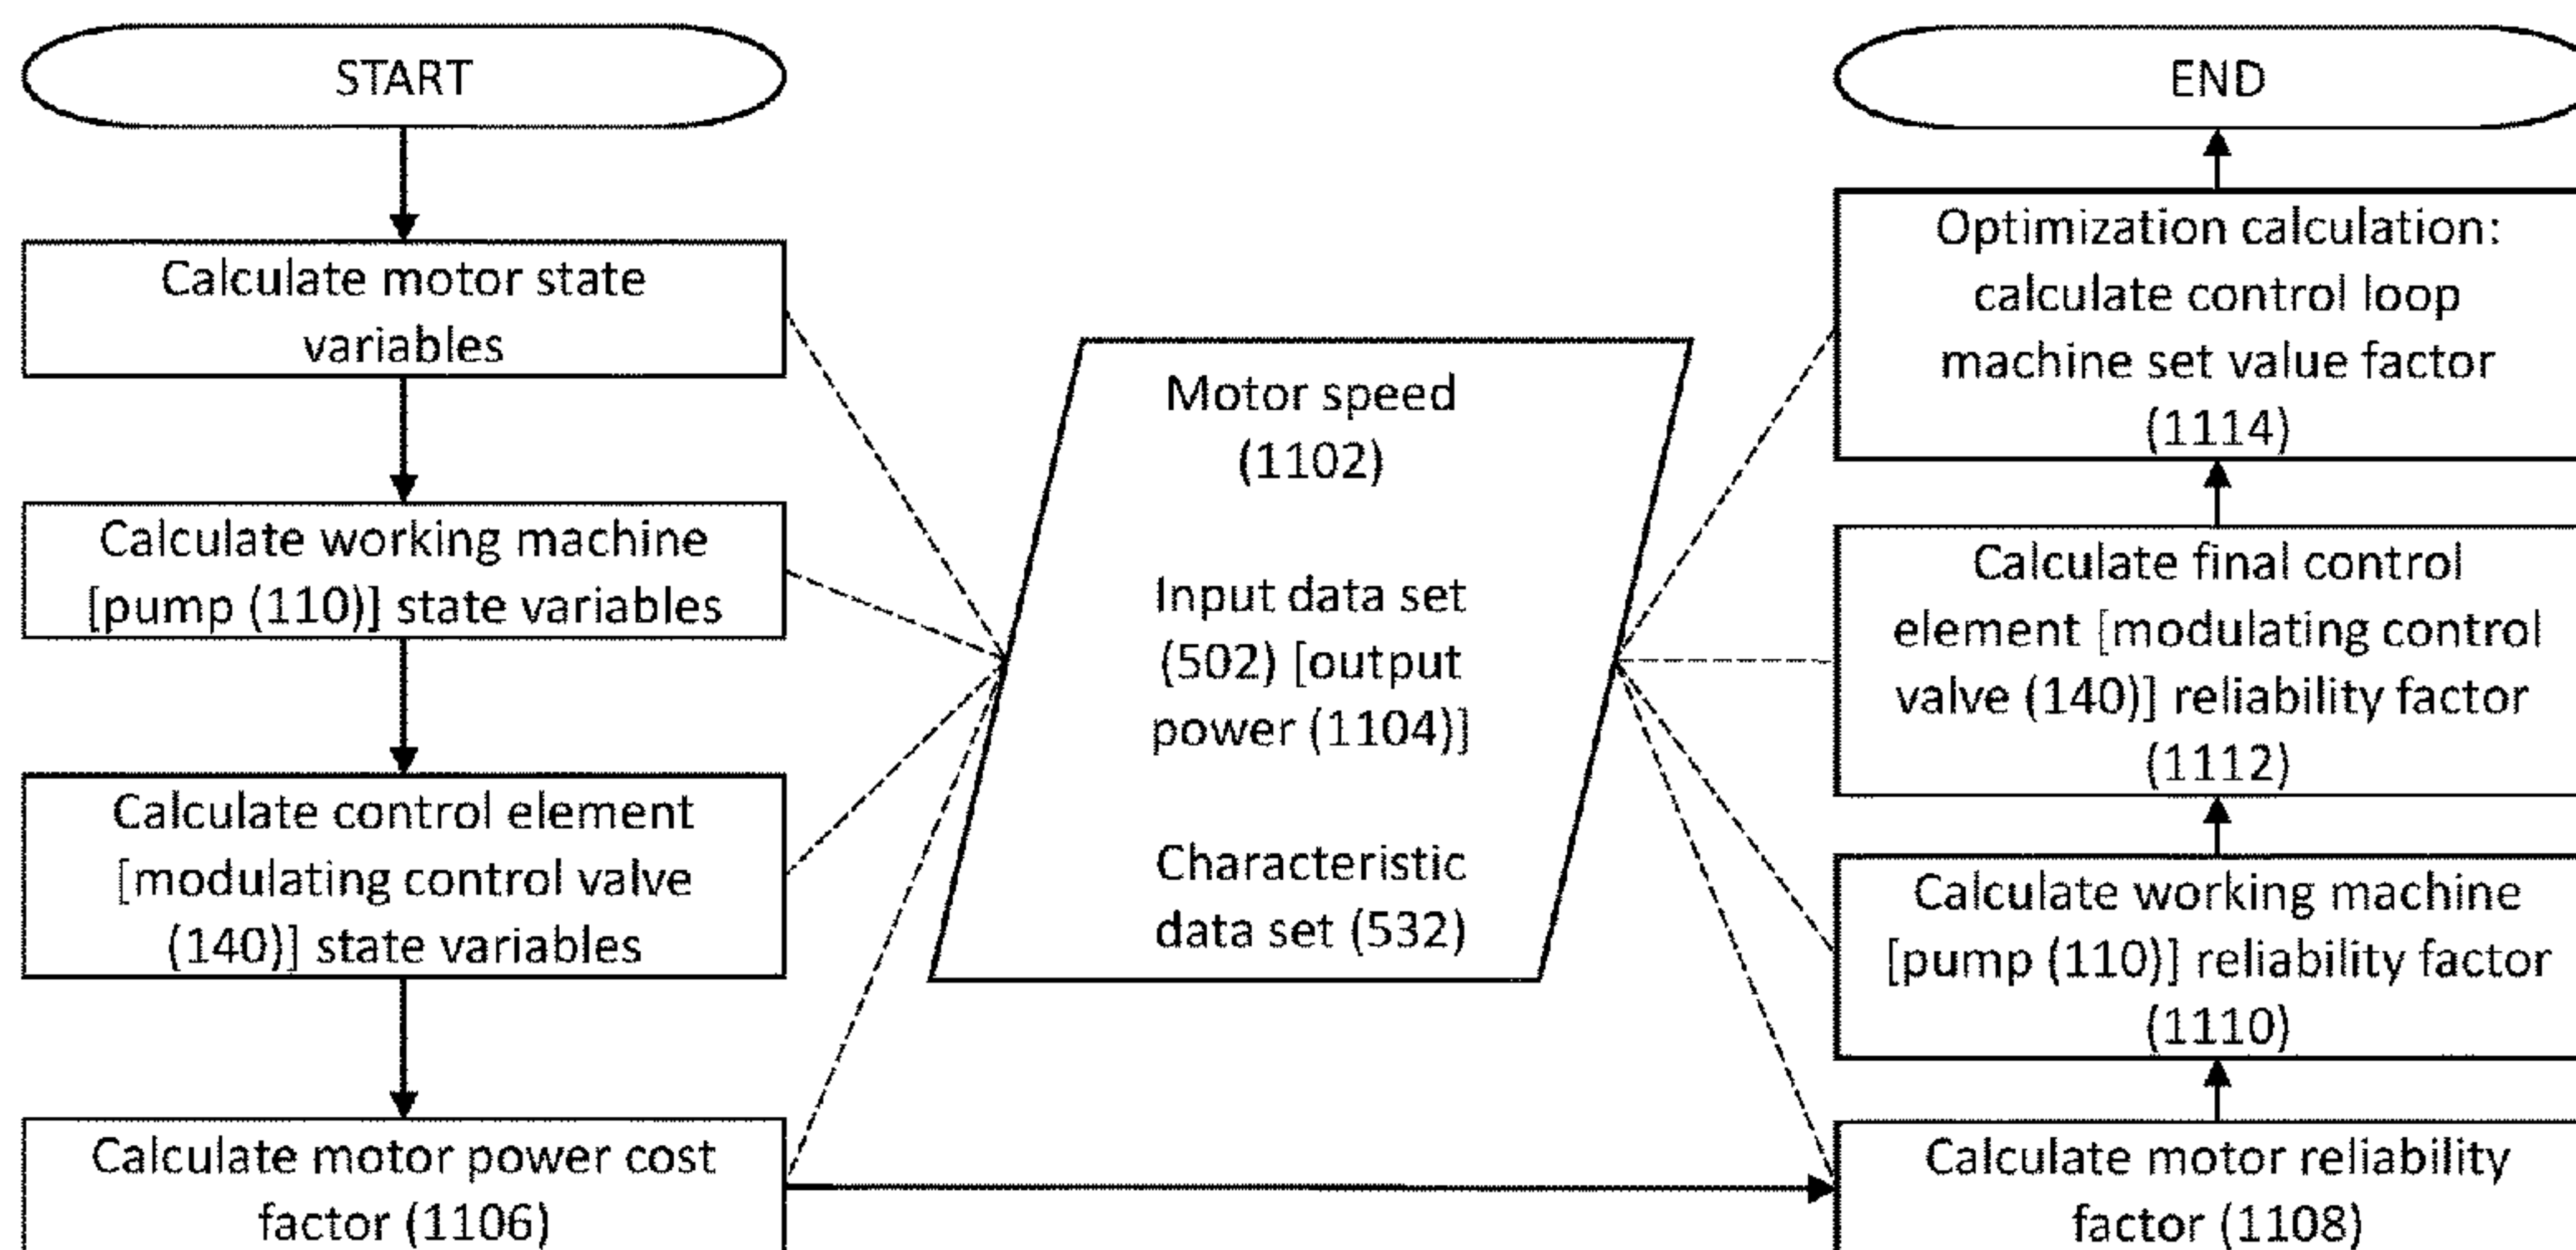 START
Calculate motor state
variables
Calculate working machine
[pump (110)] state variables
Calculate control element
[modulating control valve
(140)] state variables
Calculate motor power cost
factor (1106)
Motor speed
(1102)
Input data set
(502) [output
power (1104)]
Characteristic
data set (532)
END
Optimization calculation:
calculate control loop
machine set value factor
(1114)
Calculate final control
element [modulating control
valve (140)] reliability factor
(1112)
Calculate working machine
[pump (110)] reliability factor
(1110)
Calculate motor reliability
factor (1108)